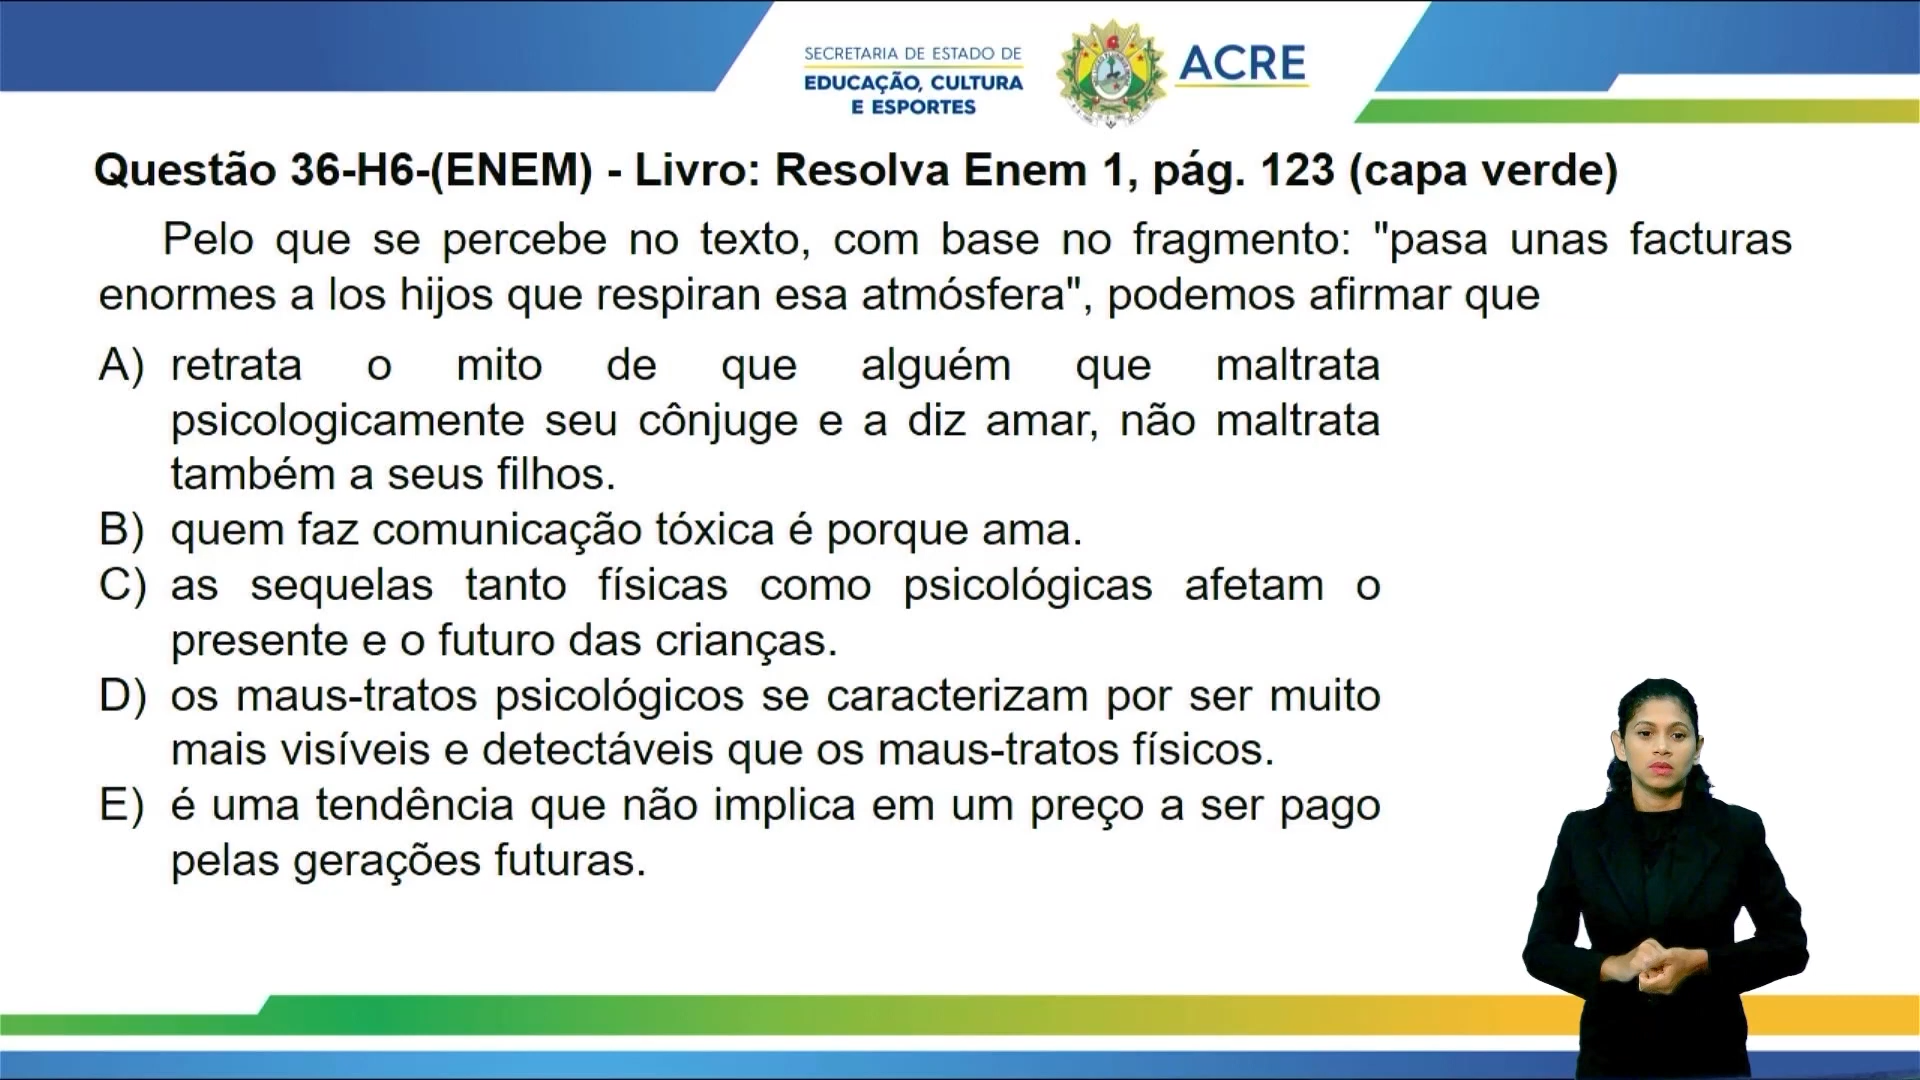 SECRETARIA DE ESTADO DE
EDUCAÇÃO, CULTURA
E ESPORTES
ACRE
Questão 36-H6-(ENEM) - Livro: Resolva Enem 1, pág. 123 (capa verde)
Pelo que se percebe no texto, com base no fragmento: "pasa unas facturas
enormes a los hijos que respiran esa atmósfera", podemos afirmar que
A) retrata o mito de que alguém que maltrata
psicologicamente seu cônjuge e a diz amar, não maltrata
também a seus filhos.
B) quem faz comunicação tóxica é porque ama.
C) as sequelas tanto físicas como psicológicas afetam o
presente e o futuro das crianças.
D) os maus-tratos psicológicos se caracterizam por ser muito
mais visíveis e detectáveis que os maus-tratos físicos.
E) é uma tendência que não implica em um preço a ser pago
pelas gerações futuras.